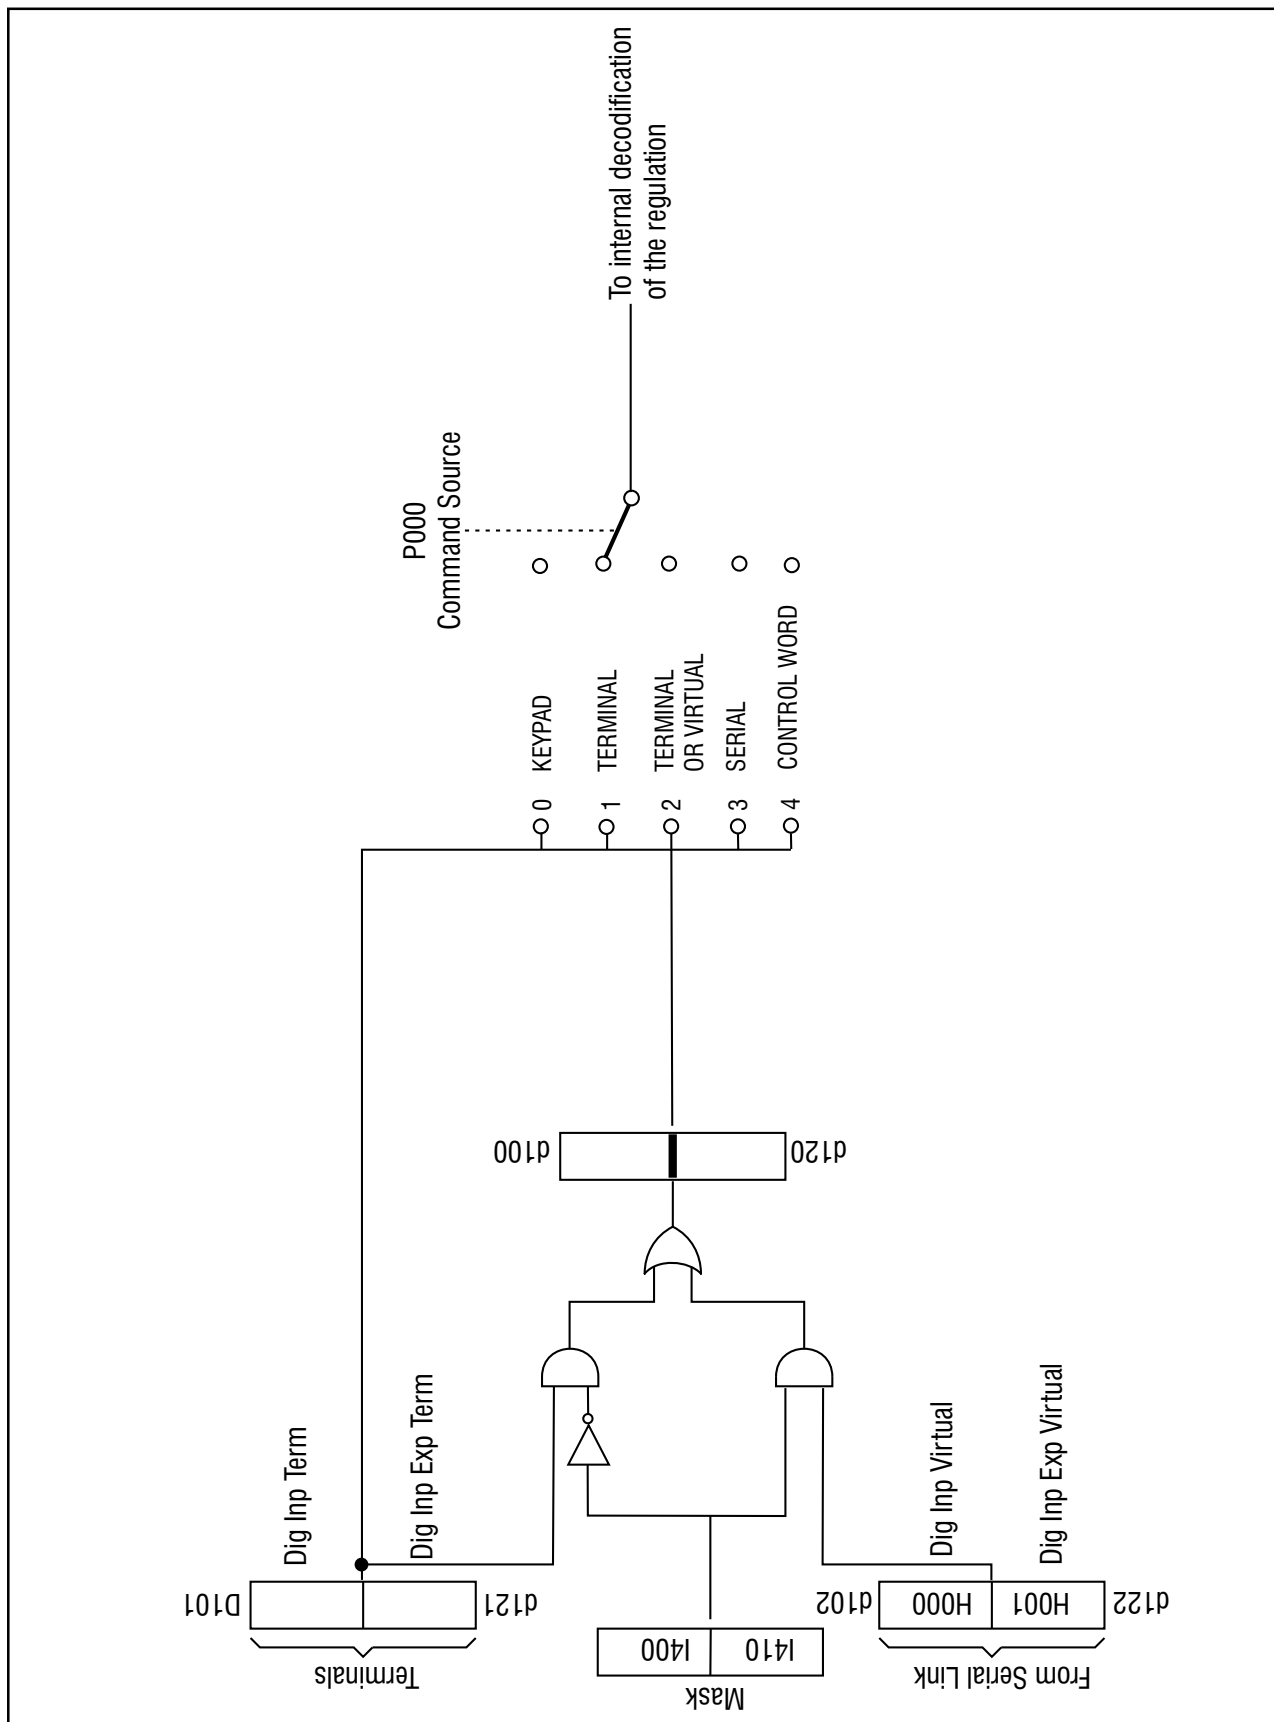 Terminals
D101
d121
Dig Inp Term
Dig Inp Exp Term
Mask
I400
I410
From Serial Link
d102
H000
H001
d122
Dig Inp Virtual
Dig Inp Exp Virtual
d100
d120
0 KEYPAD
1 TERMINAL
2 TERMINAL
OR VIRTUAL
3 SERIAL
4 CONTROL WORD
P000
Command Source
To internal decodification
of the regulation